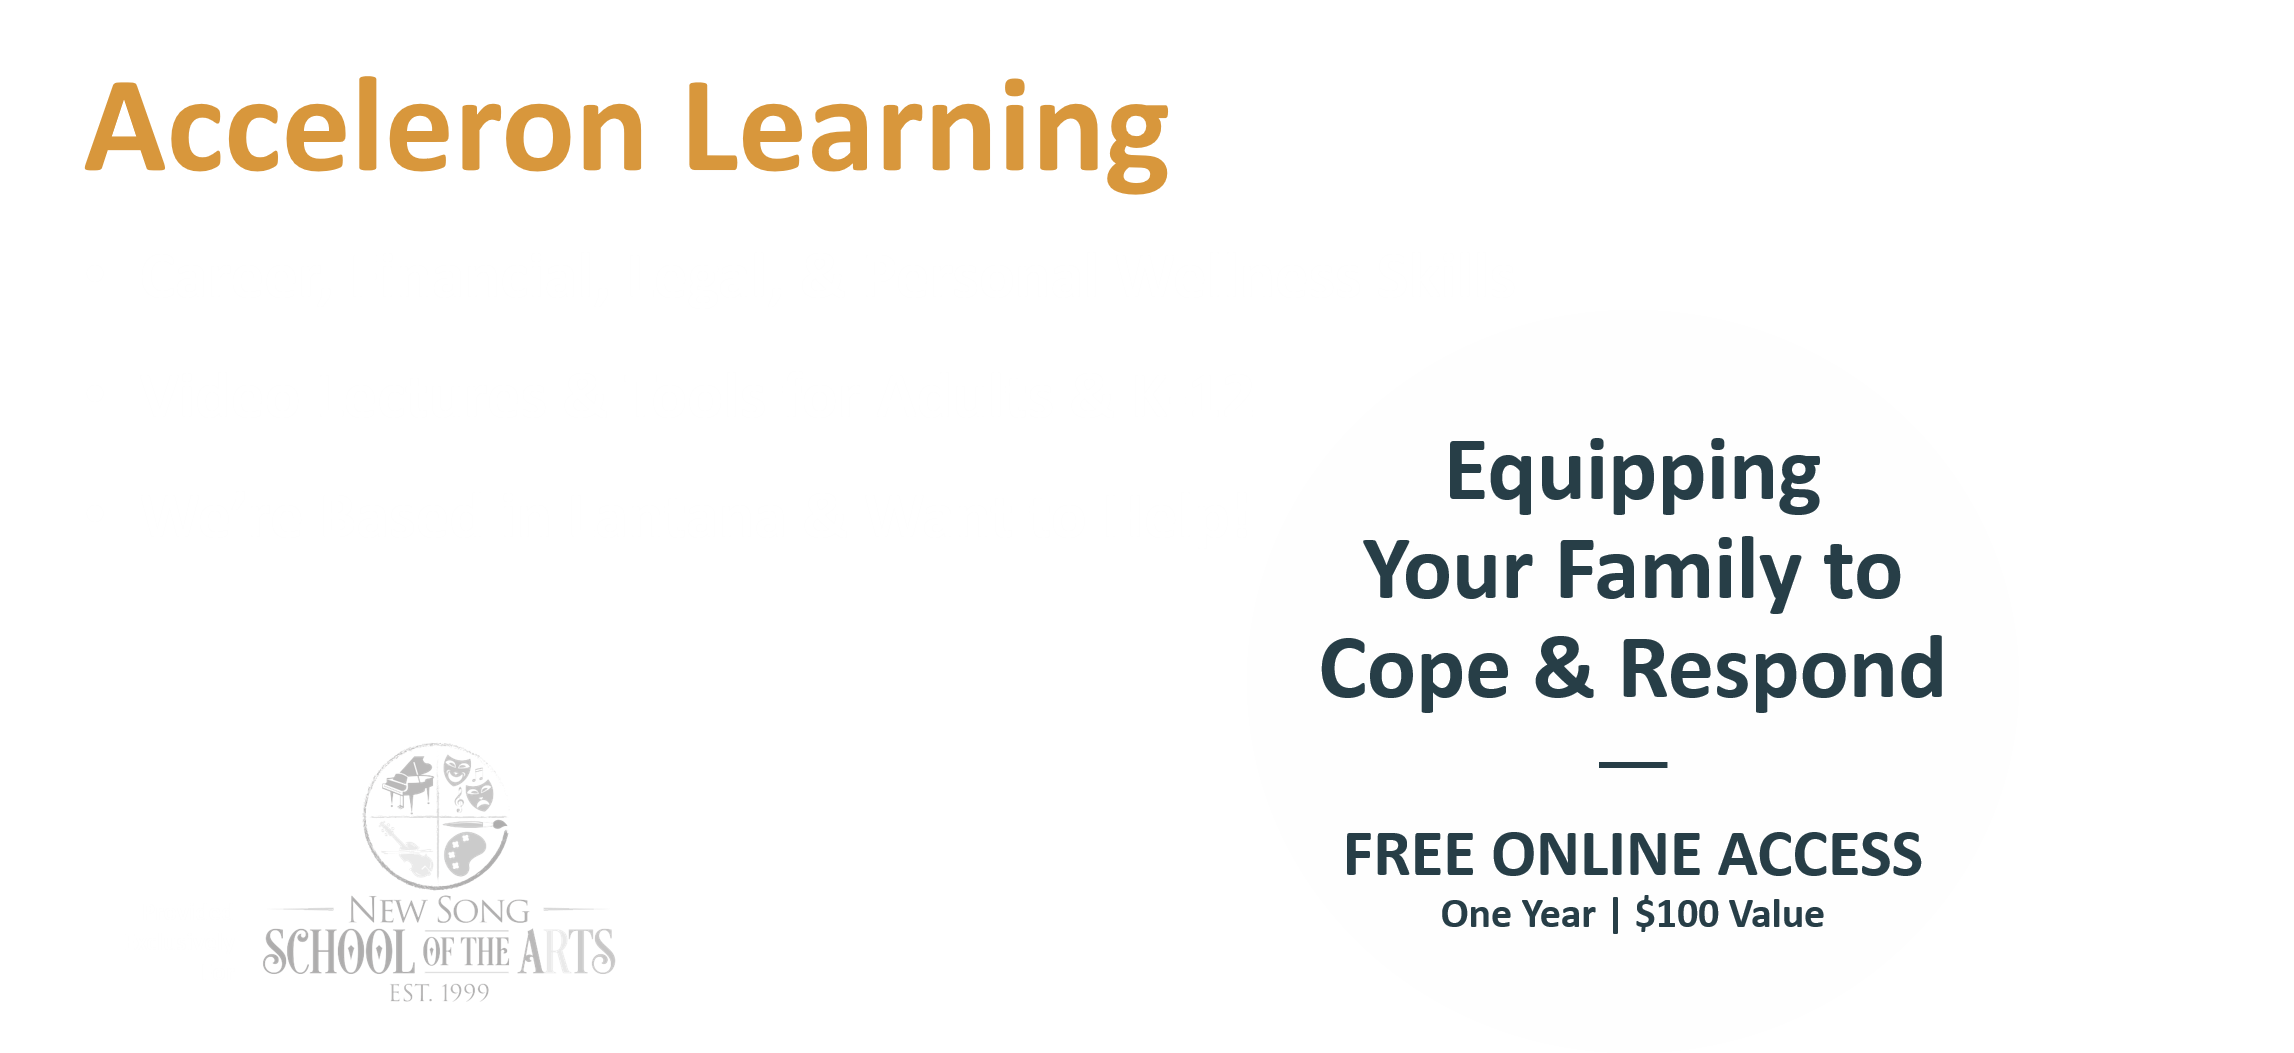 Acceleron Learning
Equipping
Your Family to
Cope & Respond
FREE ONLINE ACCESS
One Year | $100 Value
NEW SONG
SCHOOL OF THE ARTS
EST. 1999